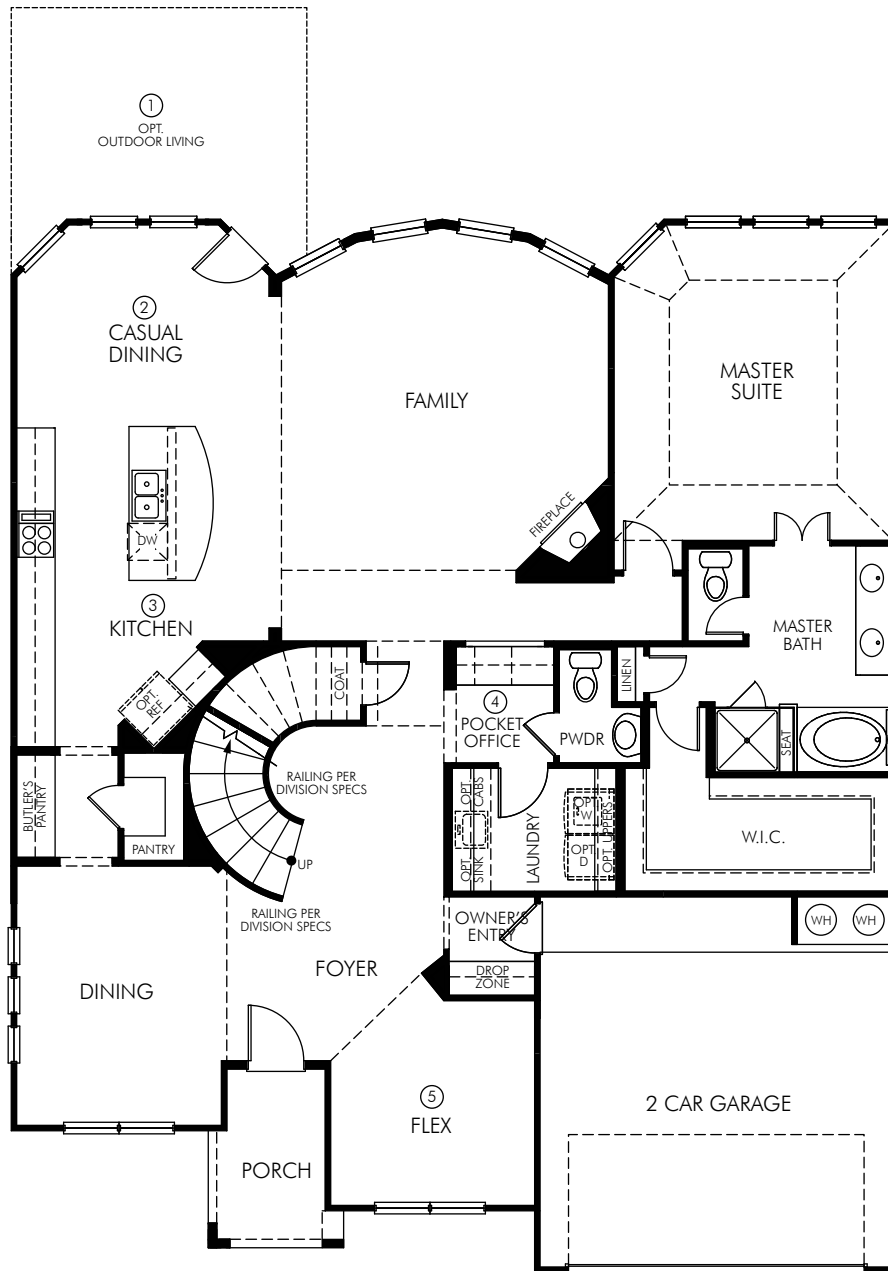 1
OPT.
OUTDOOR LIVING
2
CASUAL
DINING
FAMILY
MASTER
SUITE
FIREPLACE
DW
3
KITCHEN
MASTER
BATH
OPT.
REF
COAT
LINEN
4
POCKET
OFFICE
PWDR
SEAT
RAILING PER
DIVISION SPECS
BUTLER'S
PANTRY
PANTRY
UP
OPT.
CABS
OPT.
SINK
LAUNDRY
OPT
W
OPT
D
OPT. UPPERS
W.I.C.
RAILING PER
DIVISION SPECS
OWNER'S
ENTRY
WH
WH
FOYER
DROP
ZONE
DINING
5
FLEX
2 CAR GARAGE
PORCH